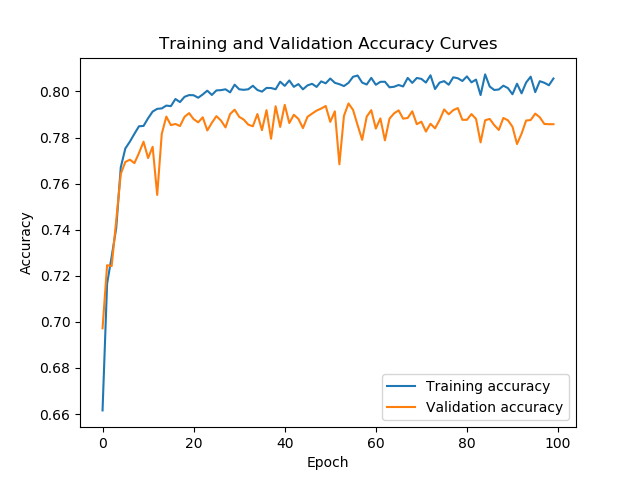 Training and Validation Accuracy Curves
0.80
0.78
0.76
0.74
0.72
0.70
0.68
0.66
Accuracy
Training accuracy
Validation accuracy
0 20 40 60 80 100
Epoch